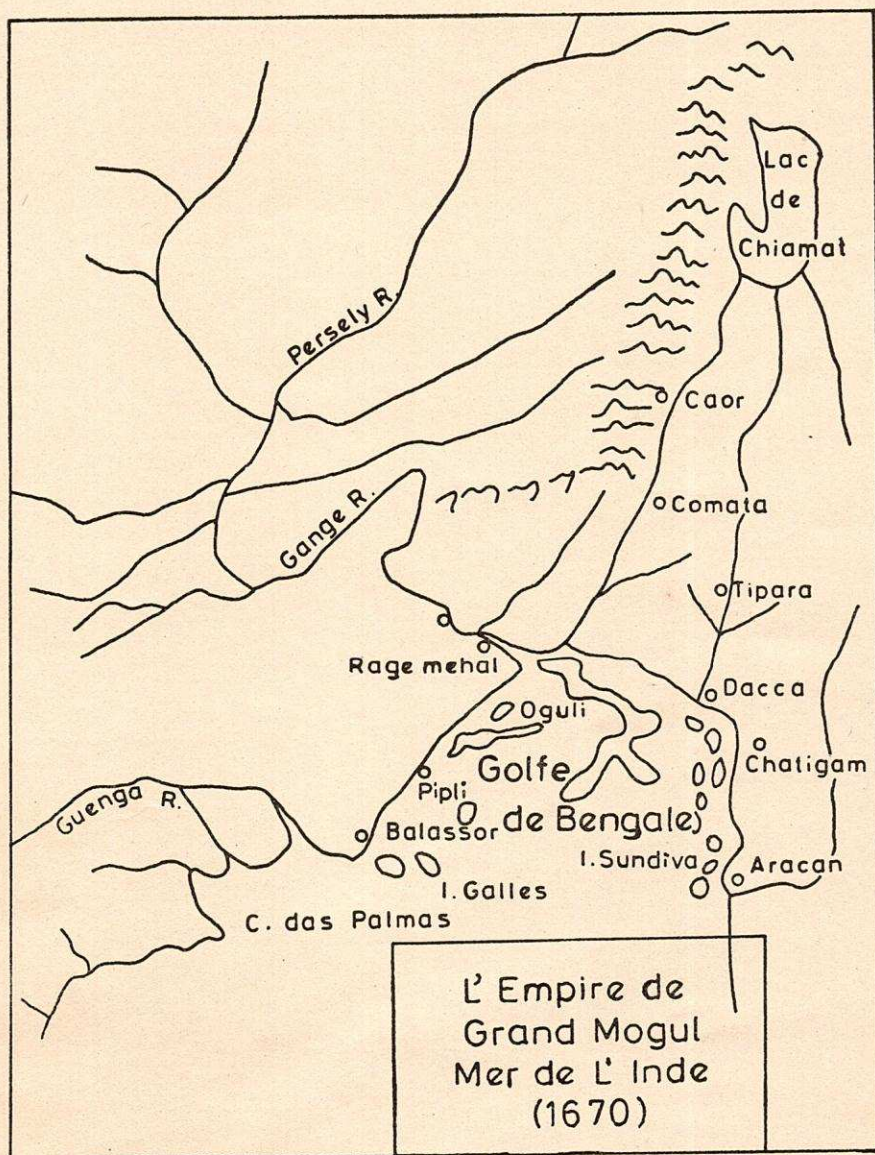 Lac
de
Chiamat
Persely R.
Caor
Gange R.
Comata
Tipara
Rage mehal
Dacca
Oguli
Golfe
Chatigam
Pipli
Guenga R.
de Bengale
Balassor
I. Sundiva
Aracan
I. Galles
C. das Palmas
L' Empire de
Grand Mogul
Mer de L' Inde
(1670)